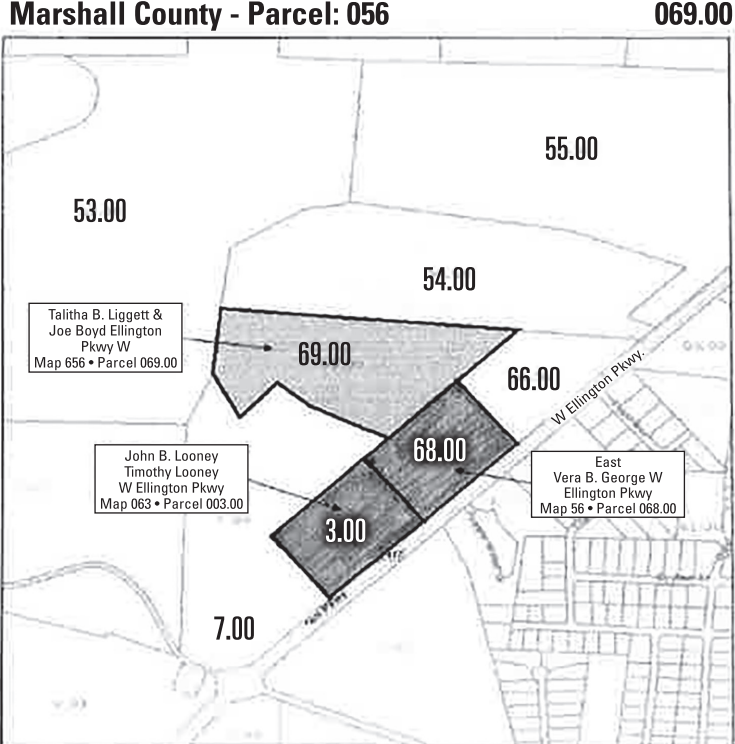 Marshall County - Parcel: 056 069.00
55.00
53.00
54.00
Talitha B. Liggett &
Joe Boyd Ellington
Pkwy W
Map 656 • Parcel 069.00
69.00
66.00
W Ellington Pkwy.
68.00
John B. Looney
Timothy Looney
W Ellington Pkwy
Map 063 • Parcel 003.00
East
Vera B. George W
Ellington Pkwy
Map 56 • Parcel 068.00
3.00
7.00